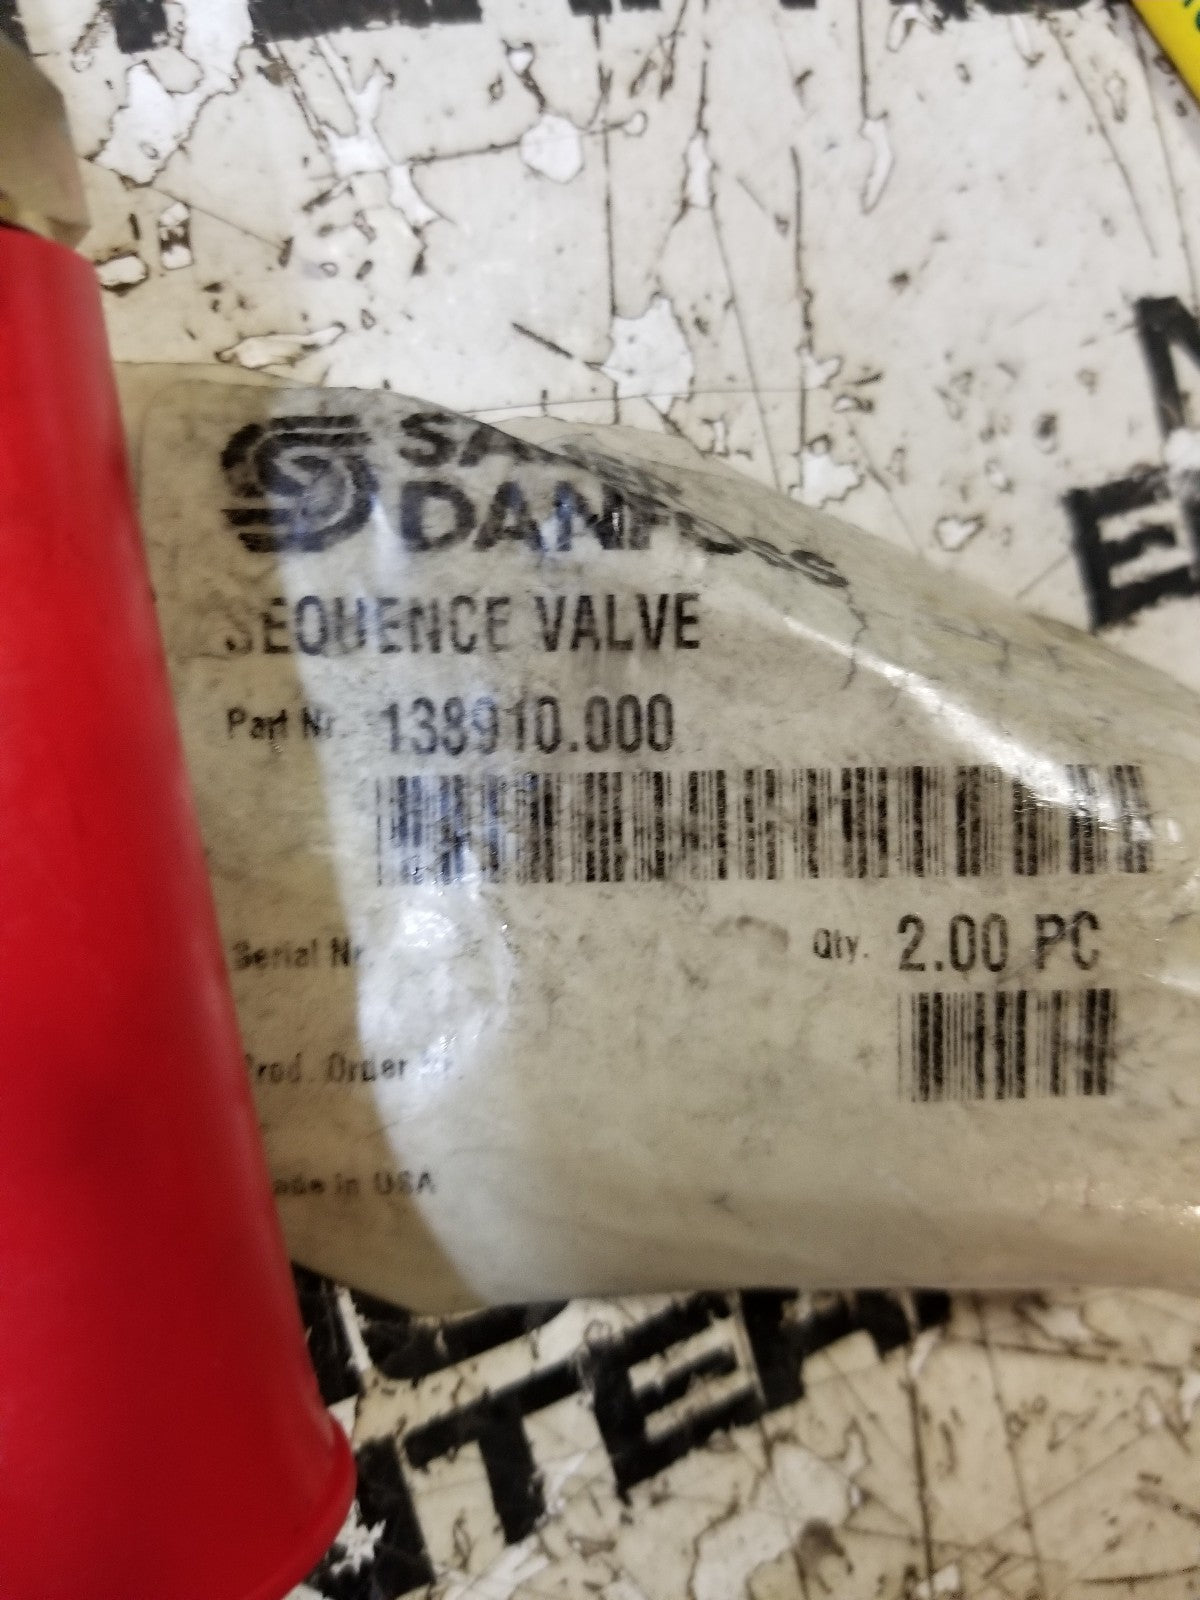 DANFOSS
SEQUENCE VALVE
Part Nr. 138910.000
Serial Nr.
Qty. 2.00 PC
Prod. Order Nr.
Made in USA